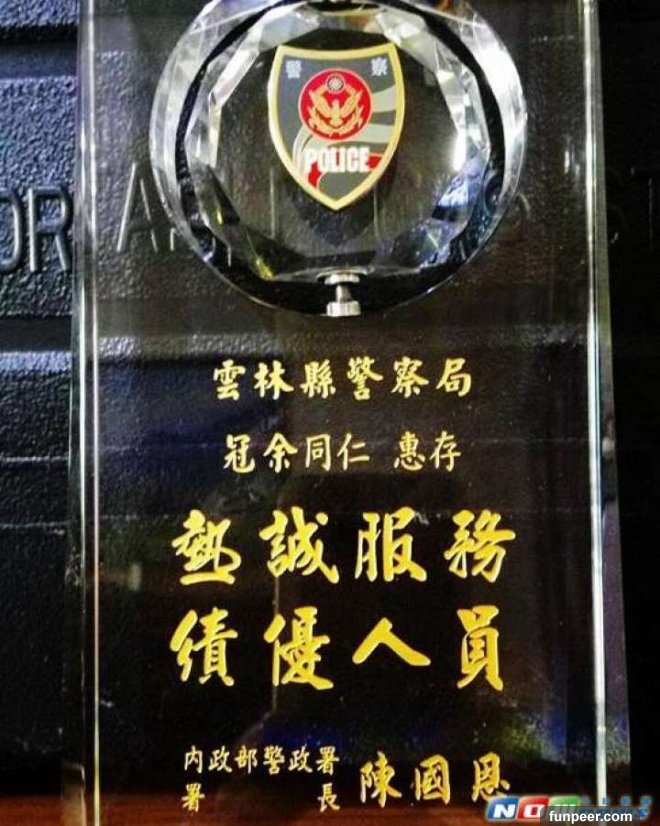 警察
POLICE
雲林縣警察局
冠余同仁 惠存
熱誠服務
績優人員
內政部警政署
署長 陳國恩
funpeer.com